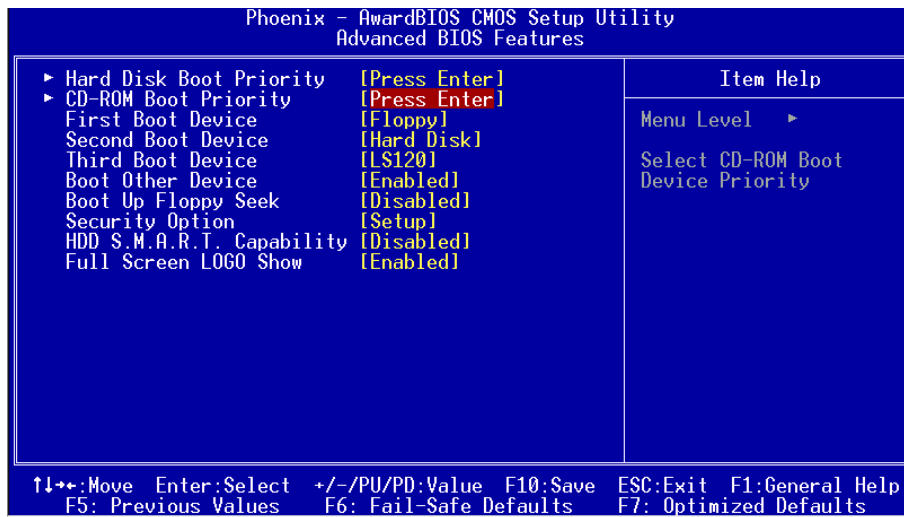 Phoenix - AwardBIOS CMOS Setup Utility
Advanced BIOS Features
► Hard Disk Boot Priority [Press Enter]
► CD-ROM Boot Priority [Press Enter]
First Boot Device [Floppy]
Second Boot Device [Hard Disk]
Third Boot Device [LS120]
Boot Other Device [Enabled]
Boot Up Floppy Seek [Disabled]
Security Option [Setup]
HDD S.M.A.R.T. Capability [Disabled]
Full Screen LOGO Show [Enabled]
Item Help
Menu Level ►
Select CD-ROM Boot
Device Priority
↑↓→←:Move Enter:Select +/-/PU/PD:Value F10:Save ESC:Exit F1:General Help
F5: Previous Values F6: Fail-Safe Defaults F7: Optimized Defaults